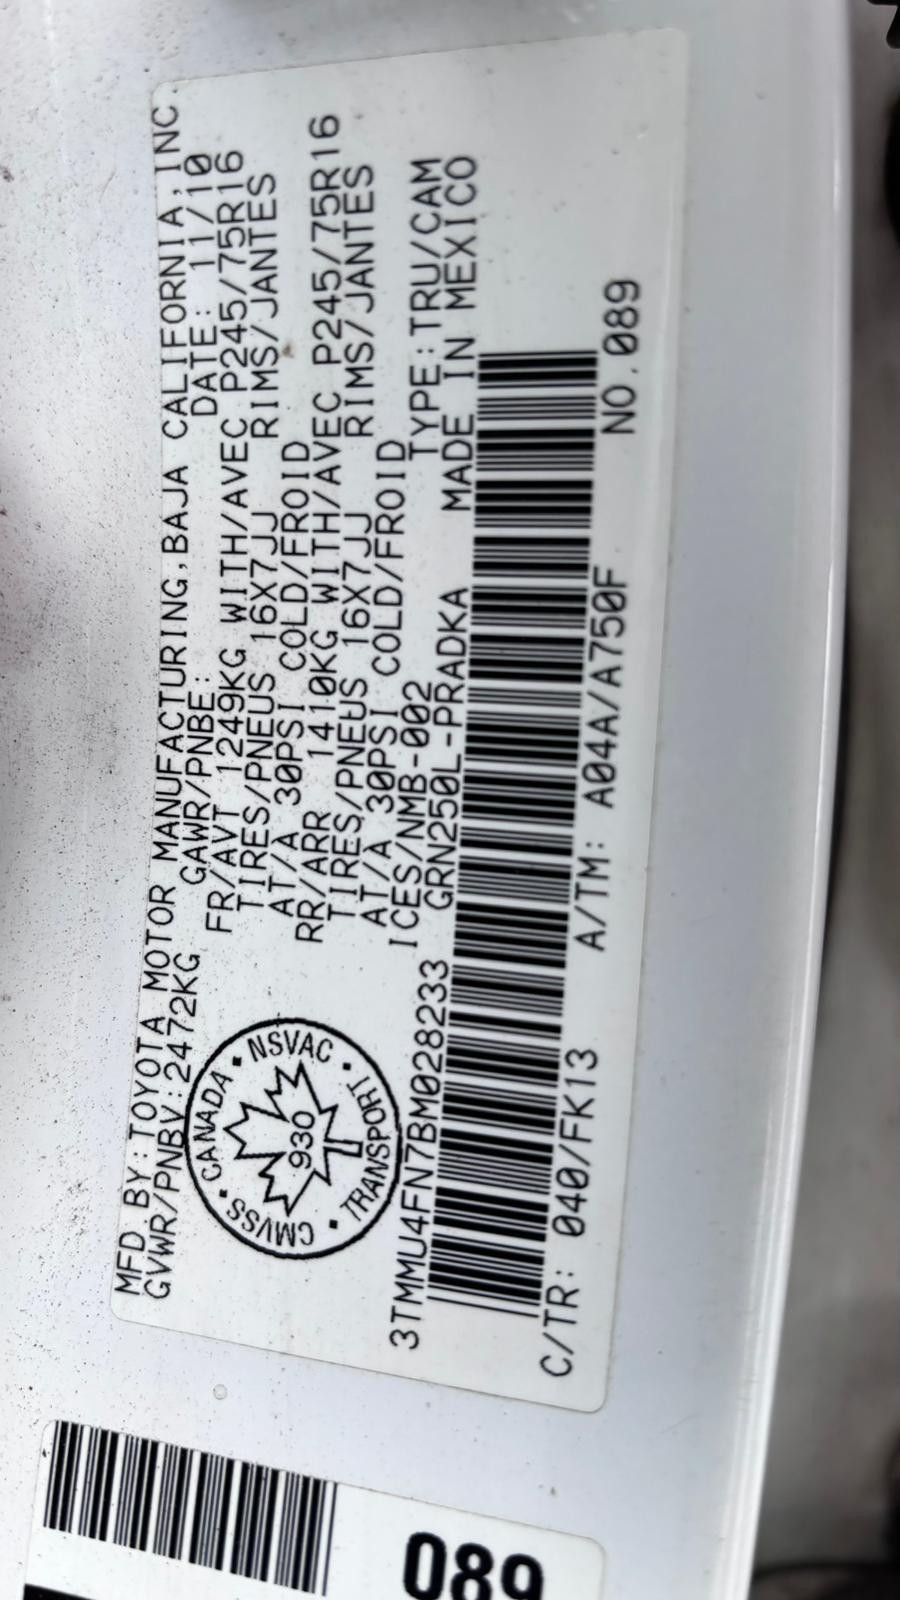 MFD BY:TOYOTA MOTOR MANUFACTURING,BAJA CALIFORNIA,INC.
GVWR/PNBV:2472KG GAWR/PNBE: DATE:11/10
FR/AVT 1249KG WITH/AVEC P245/75R16
TIRES/PNEUS 16X7JJ RIMS/JANTES
AT/A 30PSI COLD/FROID
RR/ARR 1410KG WITH/AVEC P245/75R16
TIRES/PNEUS 16X7JJ RIMS/JANTES
AT/A 30PSI COLD/FROID
ICES/NMB-002 TYPE:TRU/CAM
CMVSS • CANADA • NSVAC • TRANSPORT •
930
3TMMU4FN7BM028233 GRN250L-PRADKA MADE IN MEXICO
C/TR: 040/FK13 A/TM: A04A/A750F NO.089
089